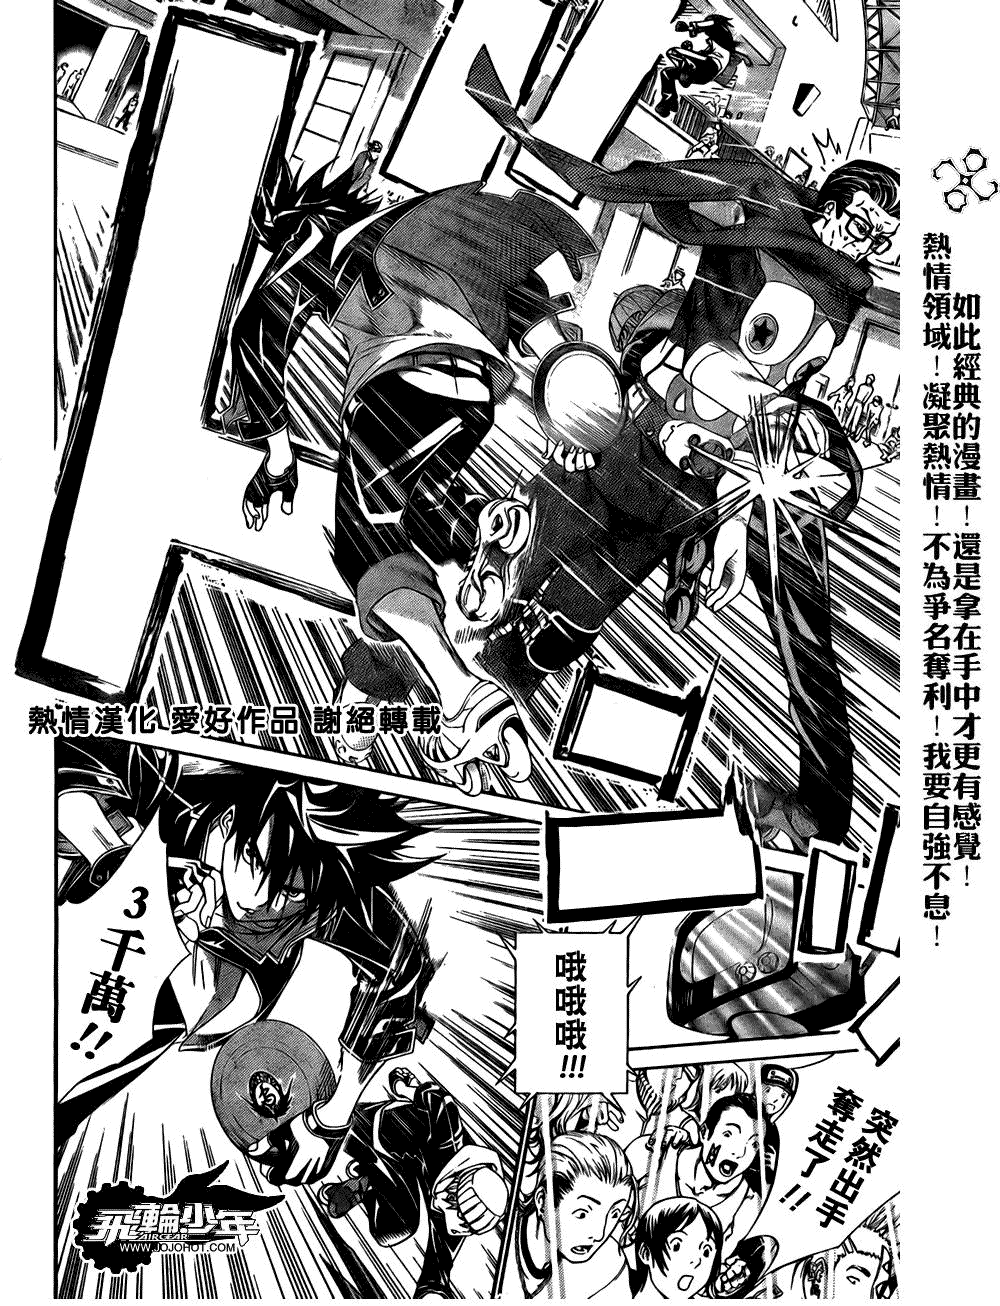 如此經典的漫畫！還是拿在手中才更有感覺！
熱情領域！凝聚熱情！不為爭名奪利！我要自強不息！
熱情漢化 愛好作品 謝絕轉載
哦哦哦!!!
3千萬!!
突然出手
奪走了!!
飛輪少年
AIRGEAR
WWW.JOJOHOT.COM